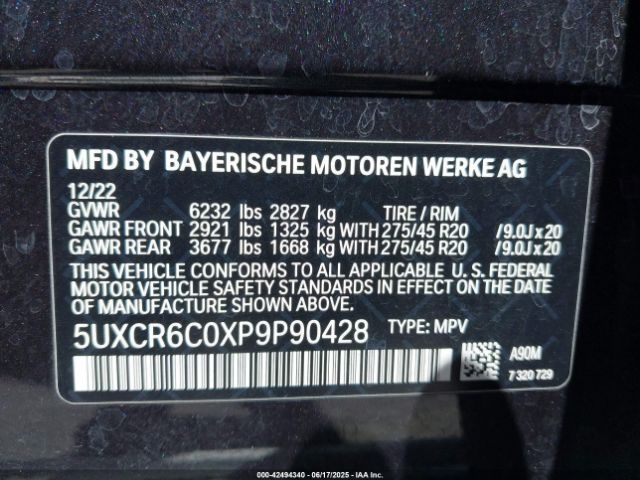 MFD BY BAYERISCHE MOTOREN WERKE AG
12/22
GVWR 6232 lbs 2827 kg TIRE / RIM
GAWR FRONT 2921 lbs 1325 kg WITH 275/45 R20 /9.0J x 20
GAWR REAR 3677 lbs 1668 kg WITH 275/45 R20 /9.0J x 20
THIS VEHICLE CONFORMS TO ALL APPLICABLE U. S. FEDERAL
MOTOR VEHICLE SAFETY STANDARDS IN EFFECT ON THE DATE
OF MANUFACTURE SHOWN ABOVE.
5UXCR6C0XP9P90428 TYPE: MPV
A90M
7 320 729
000-42494340 - 06/17/2025 - IAA Inc.